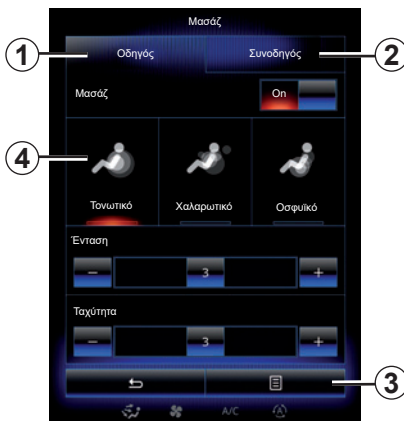 Μασάζ
1 Οδηγός Συνοδηγός 2
Μασάζ On
4
Τονωτικό Χαλαρωτικό Οσφυϊκό
Ένταση
− 3 +
Ταχύτητα
− 3 +
3
A/C A